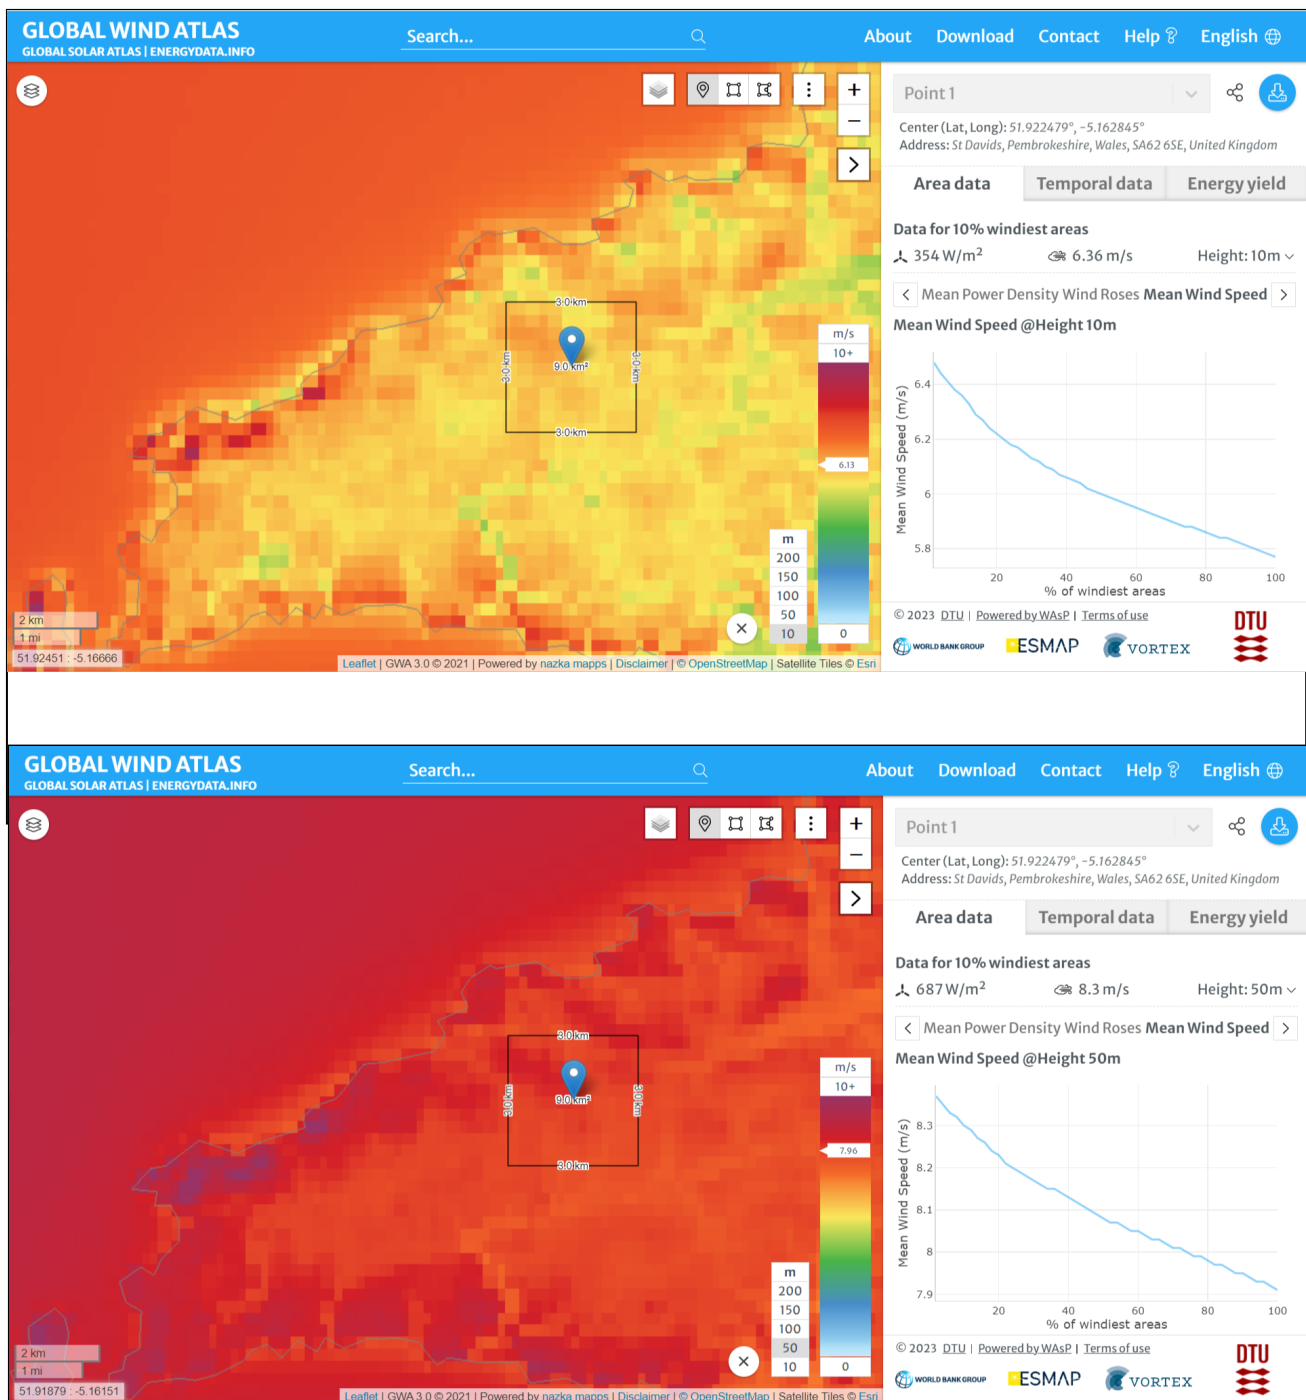 GLOBAL WIND ATLAS
GLOBAL SOLAR ATLAS | ENERGYDATA.INFO
Search...
About Download Contact Help English
Point 1
Center (Lat, Long): 51.922479°, -5.162845°
Address: St Davids, Pembrokeshire, Wales, SA62 6SE, United Kingdom
Area data Temporal data Energy yield
Data for 10% windiest areas
354 W/m² 6.36 m/s Height: 10m
Mean Power Density Wind Roses Mean Wind Speed
Mean Wind Speed @Height 10m
Mean Wind Speed (m/s)
6.4
6.2
6
5.8
20 40 60 80 100
% of windiest areas
© 2023 DTU | Powered by WAsP | Terms of use
WORLD BANK GROUP ESMAP VORTEX
DTU
3.0 km
3.0 km
3.0 km
9.0 km²
3.0 km
m/s
10+
6.13
0
m
200
150
100
50
10
2 km
1 mi
51.92451 : -5.16666
Leaflet | GWA 3.0 © 2021 | Powered by nazka mapps | Disclaimer | © OpenStreetMap | Satellite Tiles © Esri
GLOBAL WIND ATLAS
GLOBAL SOLAR ATLAS | ENERGYDATA.INFO
Search...
About Download Contact Help English
Point 1
Center (Lat, Long): 51.922479°, -5.162845°
Address: St Davids, Pembrokeshire, Wales, SA62 6SE, United Kingdom
Area data Temporal data Energy yield
Data for 10% windiest areas
687 W/m² 8.3 m/s Height: 50m
Mean Power Density Wind Roses Mean Wind Speed
Mean Wind Speed @Height 50m
Mean Wind Speed (m/s)
8.3
8.2
8.1
8
7.9
20 40 60 80 100
% of windiest areas
© 2023 DTU | Powered by WAsP | Terms of use
WORLD BANK GROUP ESMAP VORTEX
DTU
3.0 km
3.0 km
3.0 km
9.0 km²
3.0 km
m/s
10+
7.96
0
m
200
150
100
50
10
2 km
1 mi
51.91879 : -5.16151
Leaflet | GWA 3.0 © 2021 | Powered by nazka mapps | Disclaimer | © OpenStreetMap | Satellite Tiles © Esri